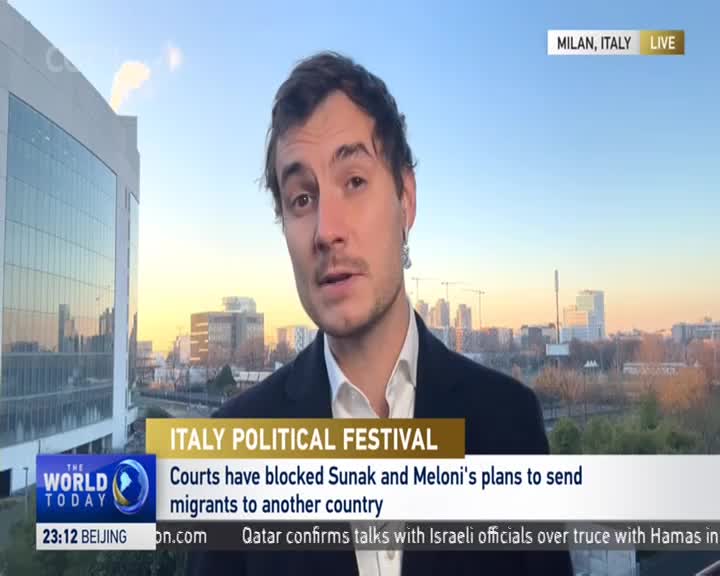 MILAN, ITALY LIVE
ITALY POLITICAL FESTIVAL
Courts have blocked Sunak and Meloni's plans to send
migrants to another country
THE
WORLD
TODAY
23:12 BEIJING
on.com Qatar confirms talks with Israeli officials over truce with Hamas in